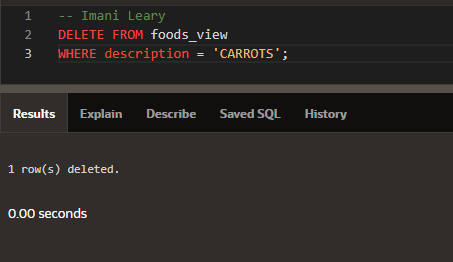 1 -- Imani Leary
2 DELETE FROM foods_view
3 WHERE description = 'CARROTS';
Results Explain Describe Saved SQL History
1 row(s) deleted.
0.00 seconds